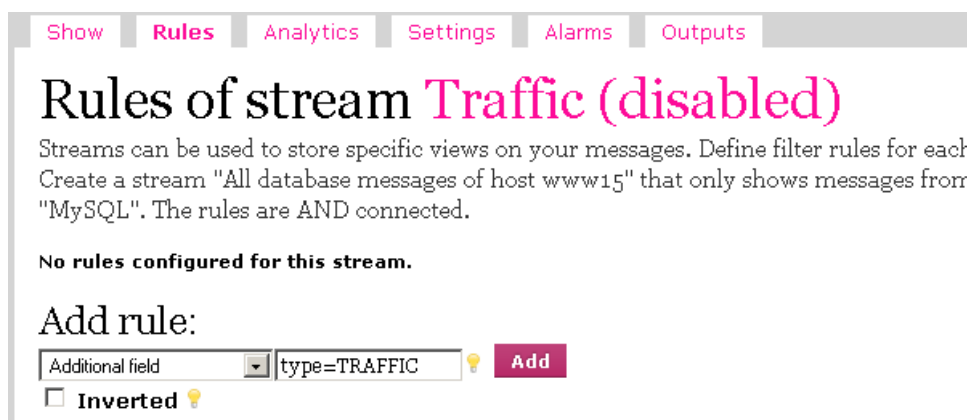 Show Rules Analytics Settings Alarms Outputs
Rules of stream Traffic (disabled)
Streams can be used to store specific views on your messages. Define filter rules for each
Create a stream "All database messages of host www15" that only shows messages from
"MySQL". The rules are AND connected.
No rules configured for this stream.
Add rule:
Additional field type=TRAFFIC Add
Inverted